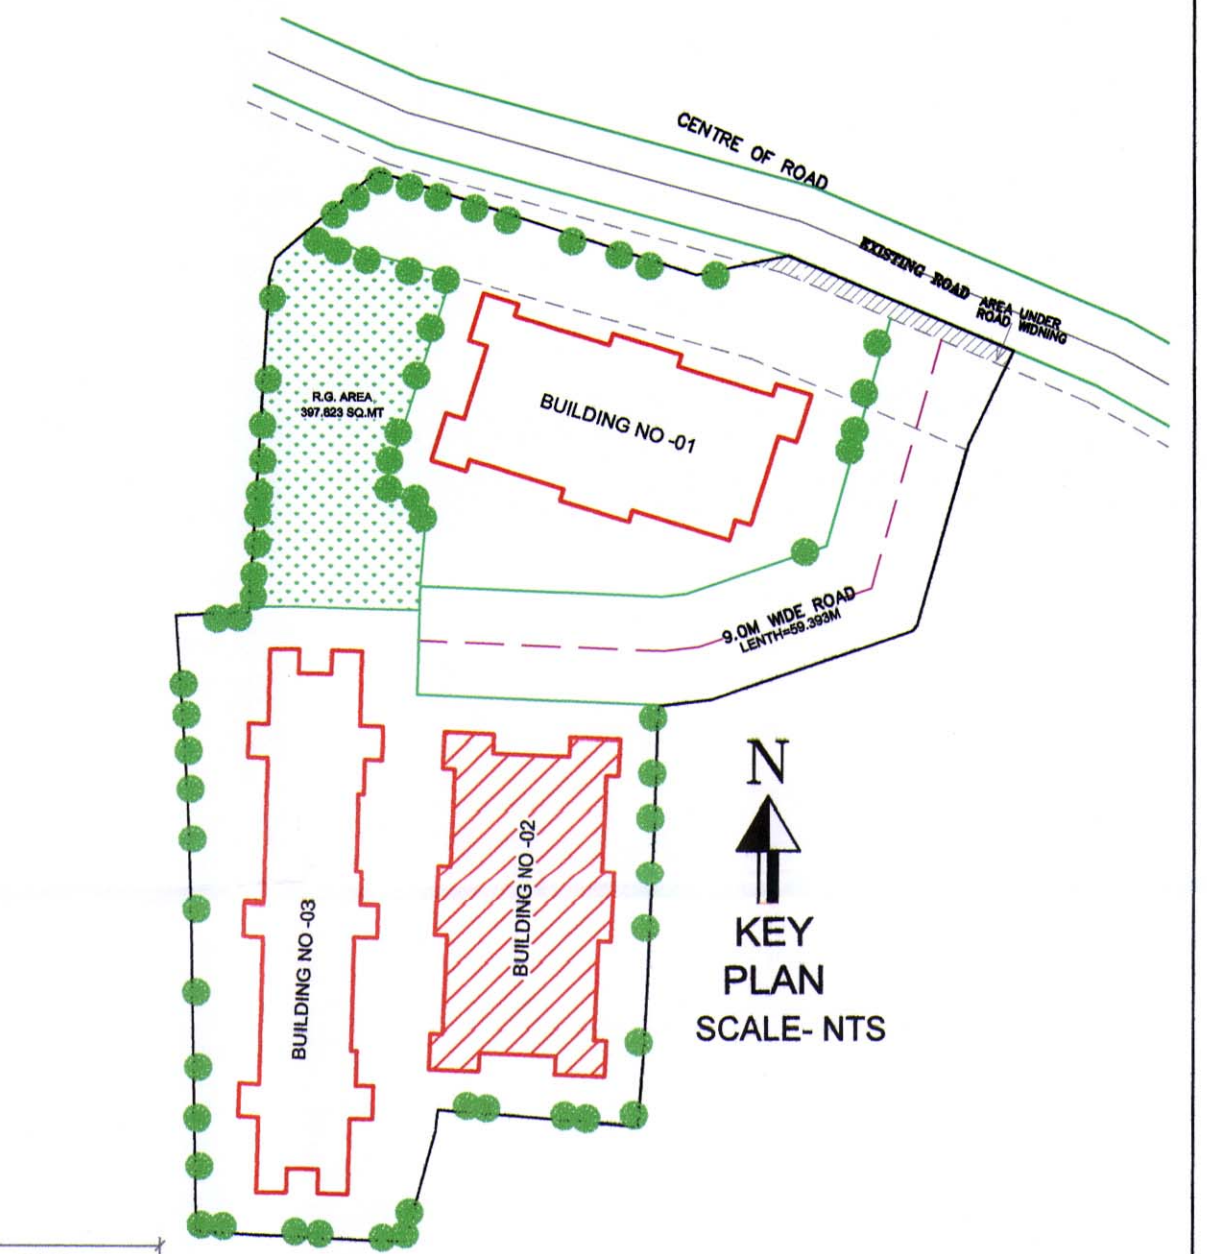 CENTRE OF ROAD
EXISTING ROAD
AREA UNDER
ROAD WIDNING
R.G. AREA
397.823 SQ.MT
BUILDING NO -01
9.0M WIDE ROAD
LENTH=59.393M
N
BUILDING NO -02
BUILDING NO -03
KEY
PLAN
SCALE- NTS